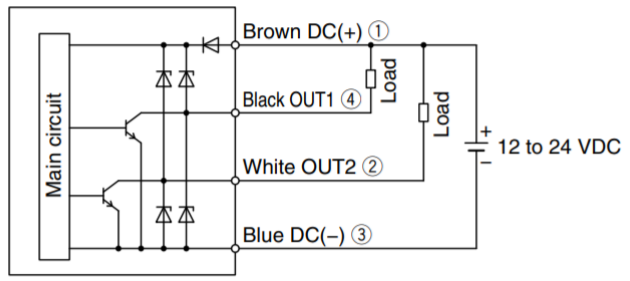 Main circuit
Brown DC(+) ①
Load
Black OUT1 ④
Load
+
12 to 24 VDC
−
White OUT2 ②
Blue DC(−) ③